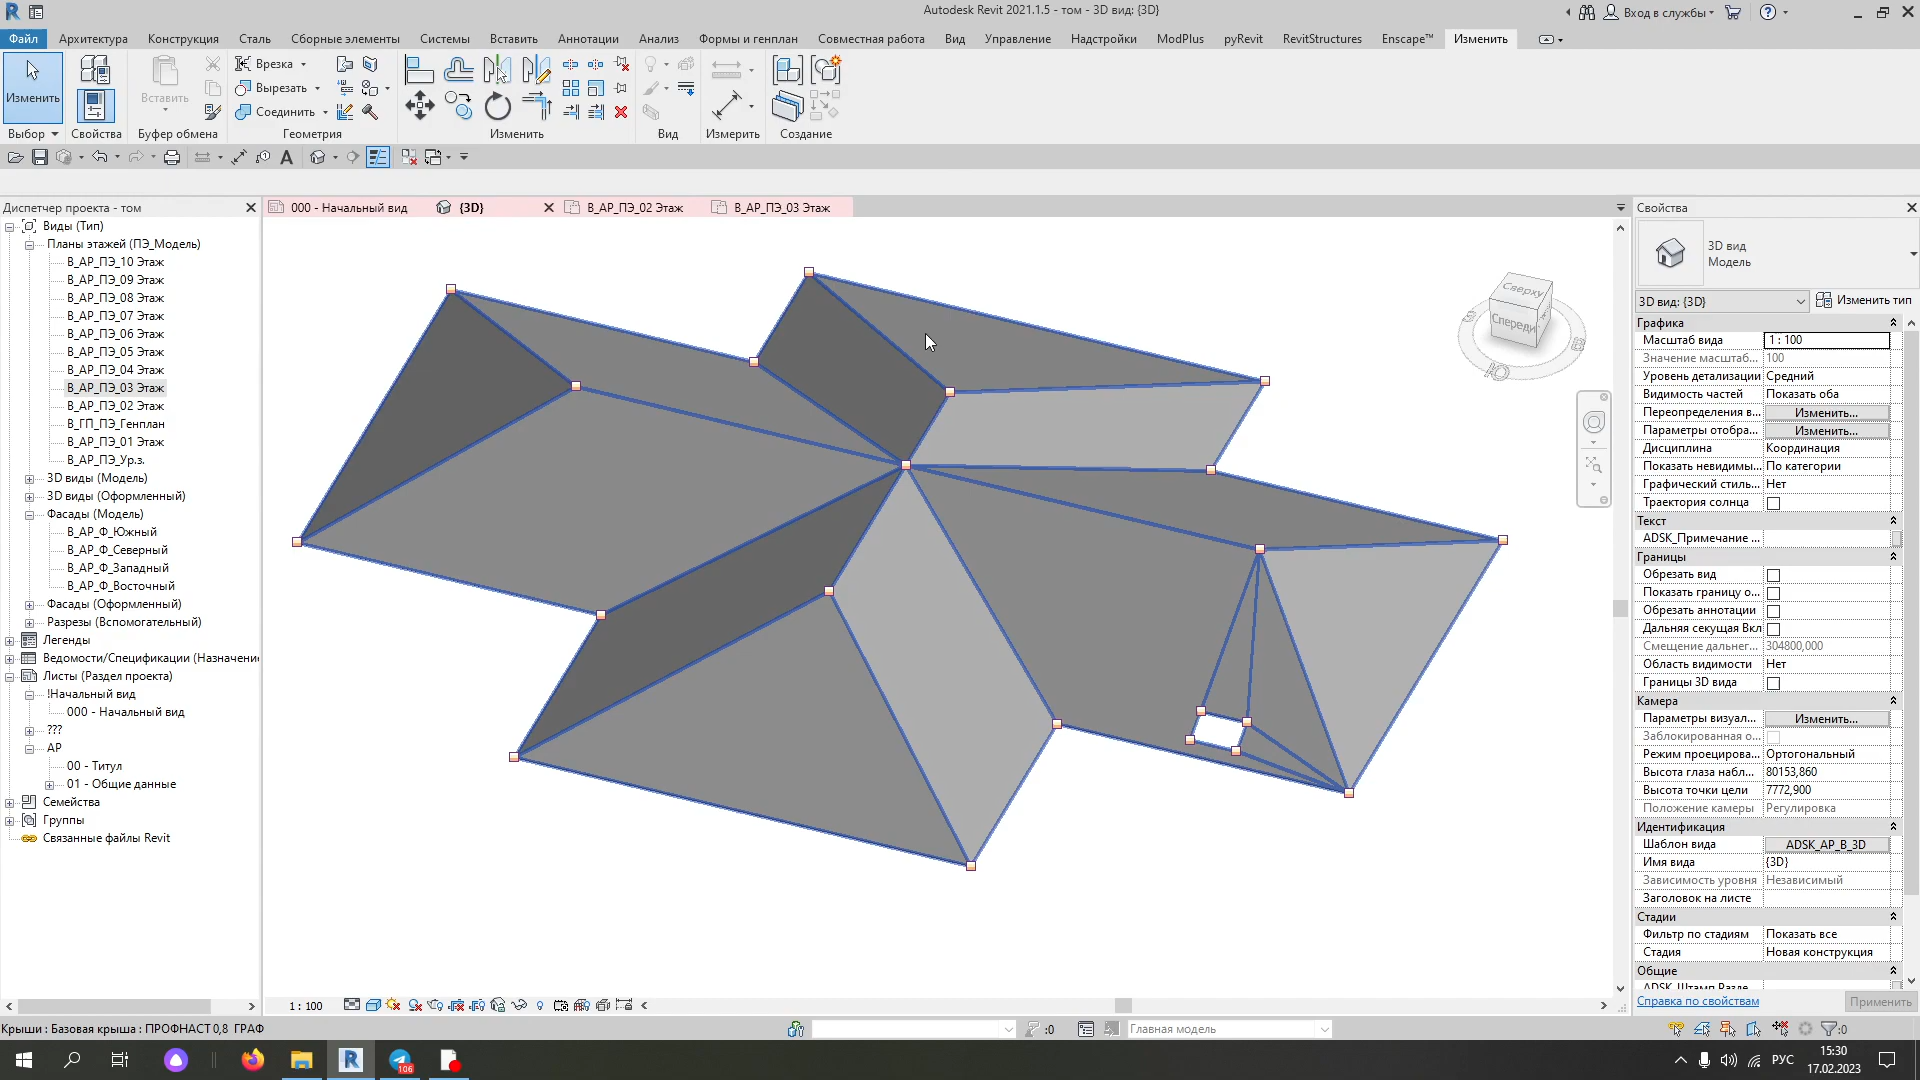 Autodesk Revit 2021.1.5 - том - 3D вид: {3D}
Вход в службы
Файл Архитектура Конструкция Сталь Сборные элементы Системы Вставить Аннотации Анализ Формы и генплан Совместная работа Вид Управление Надстройки ModPlus pyRevit RevitStructures Enscape™ Изменить
Изменить
Вставить
Врезка
Вырезать
Соединить
Выбор Свойства Буфер обмена Геометрия Изменить Вид Измерить Создание
Диспетчер проекта - том
000 - Начальный вид {3D} В_АР_ПЭ_02 Этаж В_АР_ПЭ_03 Этаж
Виды (Тип)
Планы этажей (ПЭ_Модель)
В_АР_ПЭ_10 Этаж
В_АР_ПЭ_09 Этаж
В_АР_ПЭ_08 Этаж
В_АР_ПЭ_07 Этаж
В_АР_ПЭ_06 Этаж
В_АР_ПЭ_05 Этаж
В_АР_ПЭ_04 Этаж
В_АР_ПЭ_03 Этаж
В_АР_ПЭ_02 Этаж
В_ГП_ПЭ_Генплан
В_АР_ПЭ_01 Этаж
В_АР_ПЭ_Ур.з.
3D виды (Модель)
3D виды (Оформленный)
Фасады (Модель)
В_АР_Ф_Южный
В_АР_Ф_Северный
В_АР_Ф_Западный
В_АР_Ф_Восточный
Фасады (Оформленный)
Разрезы (Вспомогательный)
Легенды
Ведомости/Спецификации (Назначени
Листы (Раздел проекта)
!Начальный вид
000 - Начальный вид
???
АР
00 - Титул
01 - Общие данные
Семейства
Группы
Связанные файлы Revit
Сверху
Спереди
З
Ю
В
Свойства
3D вид
Модель
3D вид: {3D} Изменить тип
Графика
Масштаб вида 1 : 100
Значение масштаб... 100
Уровень детализации Средний
Видимость частей Показать оба
Переопределения в... Изменить...
Параметры отобра... Изменить...
Дисциплина Координация
Показать невидимы... По категории
Графический стиль... Нет
Траектория солнца
Текст
ADSK_Примечание ...
Границы
Обрезать вид
Показать границу о...
Обрезать аннотации
Дальняя секущая Вкл
Смещение дальнег... 304800,000
Область видимости Нет
Границы 3D вида
Камера
Параметры визуал... Изменить...
Заблокированная о...
Режим проецирова... Ортогональный
Высота глаза набл... 80153,860
Высота точки цели 7772,900
Положение камеры Регулировка
Идентификация
Шаблон вида ADSK_АР_В_3D
Имя вида {3D}
Зависимость уровня Независимый
Заголовок на листе
Стадии
Фильтр по стадиям Показать все
Стадия Новая конструкция
Общие
ADSK_Штамп Разде
Справка по свойствам Применить
1 : 100
Крыши : Базовая крыша : ПРОФНАСТ 0,8 ГРАФ
:0
Главная модель
:0
106
РУС
15:30
17.02.2023